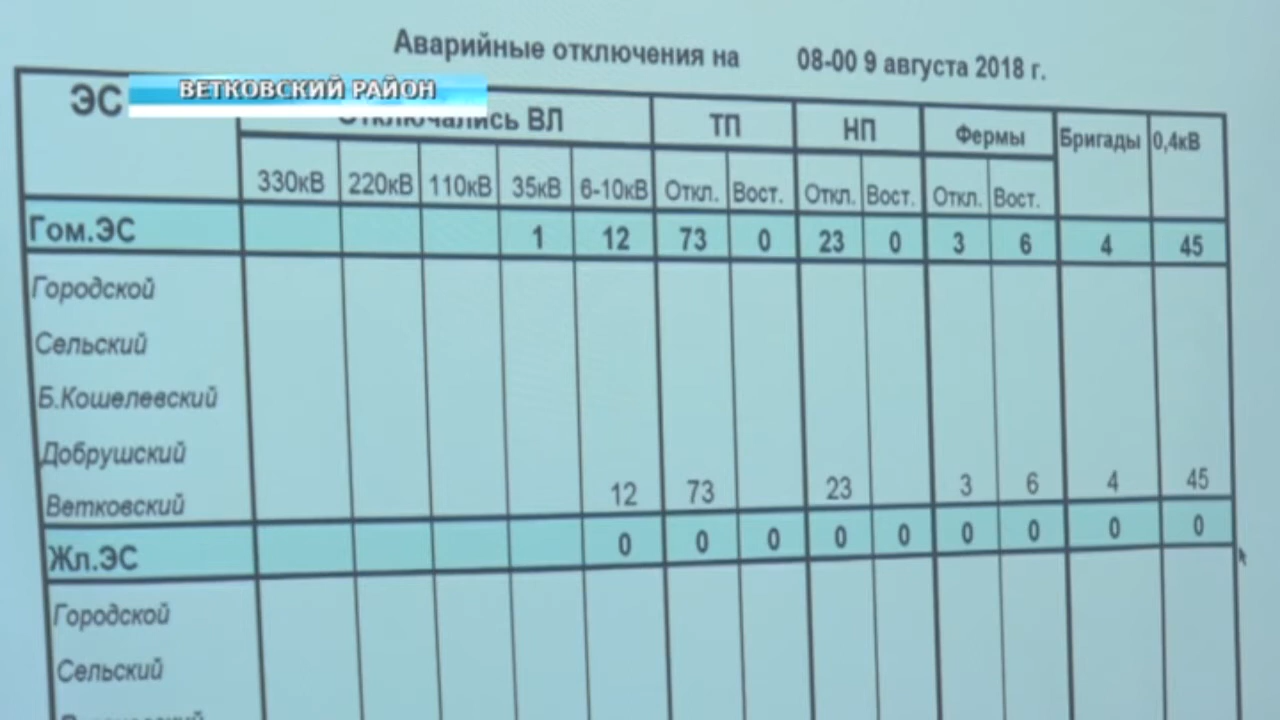 Аварийные отключения на 08-00 9 августа 2018 г.
ВЕТКОВСКИЙ РАЙОН
ЭС Отключались ВЛ ТП НП Фермы Бригады 0,4кВ
330кВ 220кВ 110кВ 35кВ 6-10кВ Откл. Вост. Откл. Вост. Откл. Вост.
Гом.ЭС 1 12 73 0 23 0 3 6 4 45
Городской
Сельский
Б.Кошелевский
Добрушский
Ветковский 12 73 23 3 6 4 45
Жл.ЭС 0 0 0 0 0 0 0 0 0
Городской
Сельский